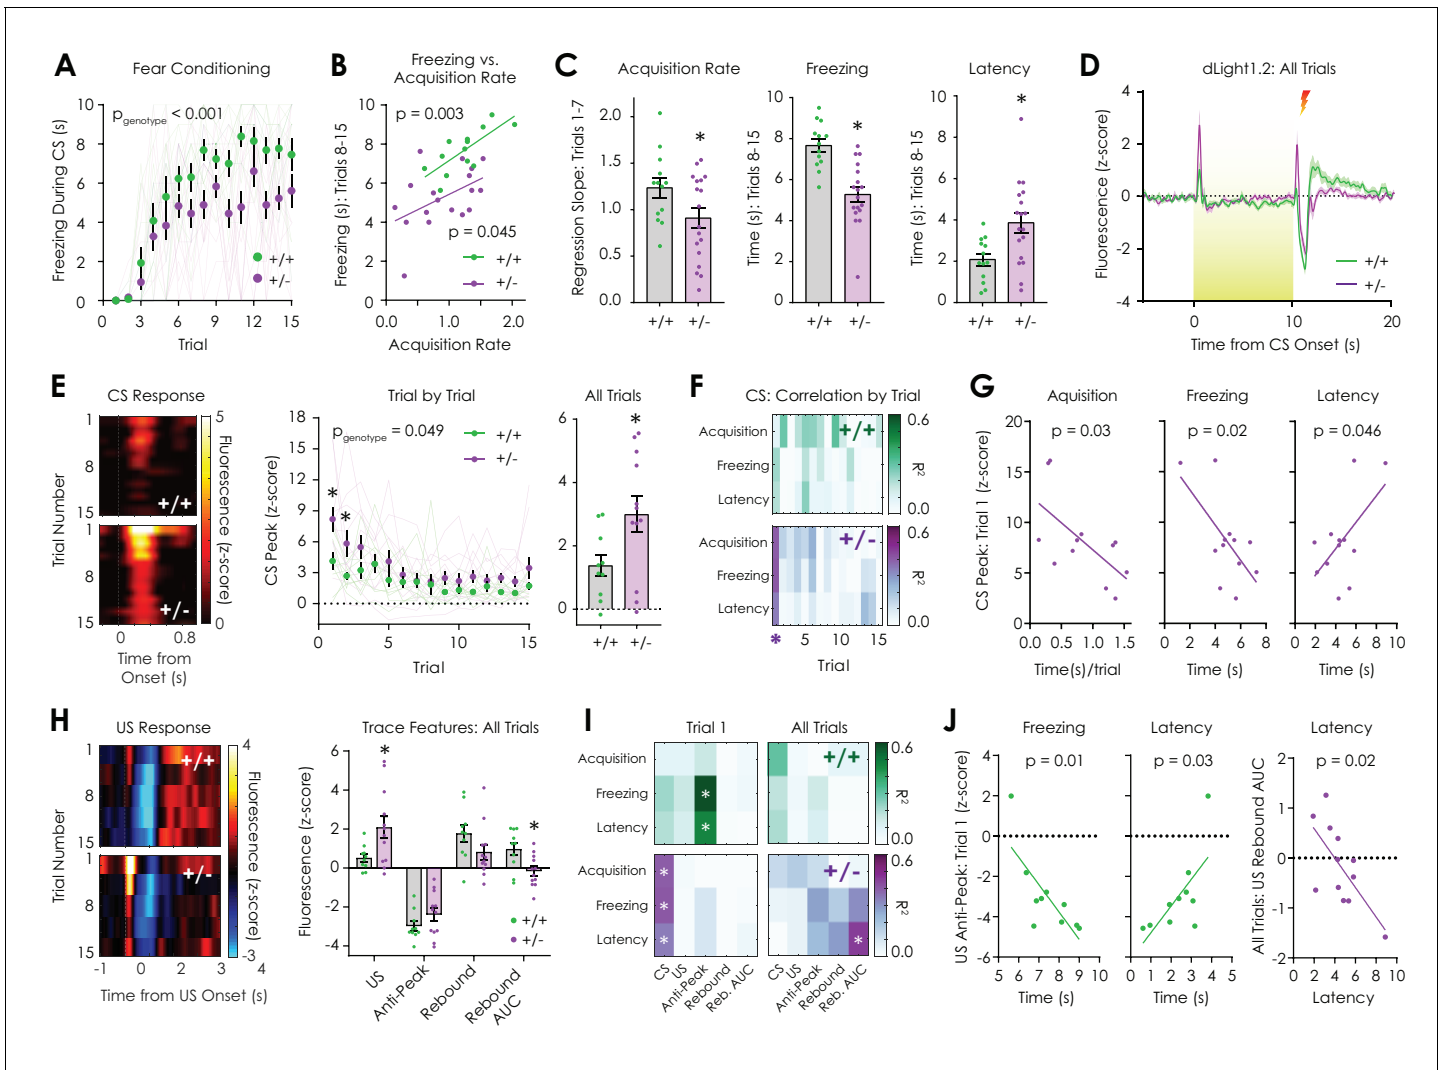 A
Fear Conditioning
p genotype < 0.001
Freezing During CS (s)
10
8
6
4
2
0
3
6
9
12
15
Trial
+/+
+/-
B
Freezing vs.
Acquisition Rate
p = 0.003
p = 0.045
Freezing (s): Trials 8-15
10
8
6
4
2
0
0.0
1.0
2.0
Acquisition Rate
+/+
+/-
C
Acquisition Rate
Regression Slope: Trials 1-7
2.0
1.5
1.0
0.5
0.0
*
+/+
+/-
Freezing
Time (s): Trials 8-15
10
8
6
4
2
0
*
+/+
+/-
Latency
Time (s): Trials 8-15
10
8
6
4
2
0
*
+/+
+/-
D
dLight1.2: All Trials
Fluorescence (z-score)
4
2
0
-2
-4
0
10
20
Time from CS Onset (s)
+/+
+/-
E
CS Response
Trial Number
1
8
15
+/+
1
8
15
+/-
0
0.8
Time from
Onset (s)
5
0
Fluorescence (z-score)
Trial by Trial
p genotype = 0.049
CS Peak (z-score)
18
15
12
9
6
3
0
*
*
+/+
+/-
0
5
10
15
Trial
All Trials
6
4
2
0
*
+/+
+/-
F
CS: Correlation by Trial
Acquisition
Freezing
Latency
+/+
0.6
0.0
R²
Acquisition
Freezing
Latency
+/-
0.6
0.0
R²
*
5
10
15
Trial
G
Aquisition
p = 0.03
CS Peak: Trial 1 (z-score)
20
15
10
5
0
0.0
0.5
1.0
1.5
Time(s)/trial
Freezing
p = 0.02
0
2
4
6
8
Time (s)
Latency
p = 0.046
0
2
4
6
8
10
Time (s)
H
US Response
Trial Number
1
8
15
+/+
1
8
15
+/-
-1
0
1
2
3
4
Time from US Onset (s)
4
-3
Fluorescence (z-score)
Trace Features: All Trials
Fluorescence (z-score)
6
4
2
0
-2
-4
*
*
+/+
+/-
US
Anti-Peak
Rebound
Rebound
AUC
I
Trial 1
All Trials
Acquisition
Freezing
Latency
*
*
+/+
0.6
0.0
R²
Acquisition
Freezing
Latency
*
*
*
+/-
*
0.6
0.0
R²
CS
US
Anti-Peak
Rebound
Reb. AUC
CS
US
Anti-Peak
Rebound
Reb. AUC
J
Freezing
p = 0.01
US Anti-Peak: Trial 1 (z-score)
4
2
0
-2
-4
-6
5
6
7
8
9
10
Time (s)
Latency
p = 0.03
0
1
2
3
4
5
Time (s)
Latency
p = 0.02
All Trials: US Rebound AUC
2
1
0
-1
-2
0
2
4
6
8
10
Latency